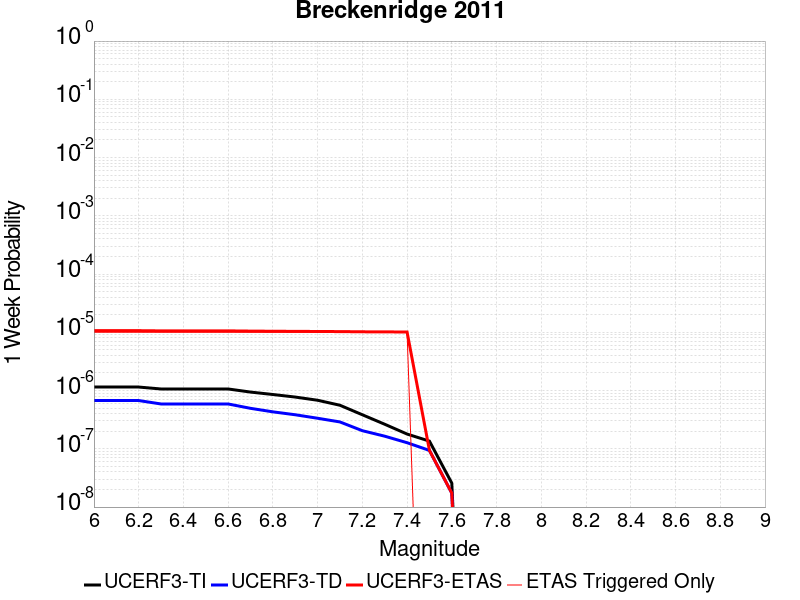 Breckenridge 2011
1 Week Probability
10^0
10^-1
10^-2
10^-3
10^-4
10^-5
10^-6
10^-7
10^-8
6 6.2 6.4 6.6 6.8 7 7.2 7.4 7.6 7.8 8 8.2 8.4 8.6 8.8 9
Magnitude
UCERF3-TI UCERF3-TD UCERF3-ETAS ETAS Triggered Only